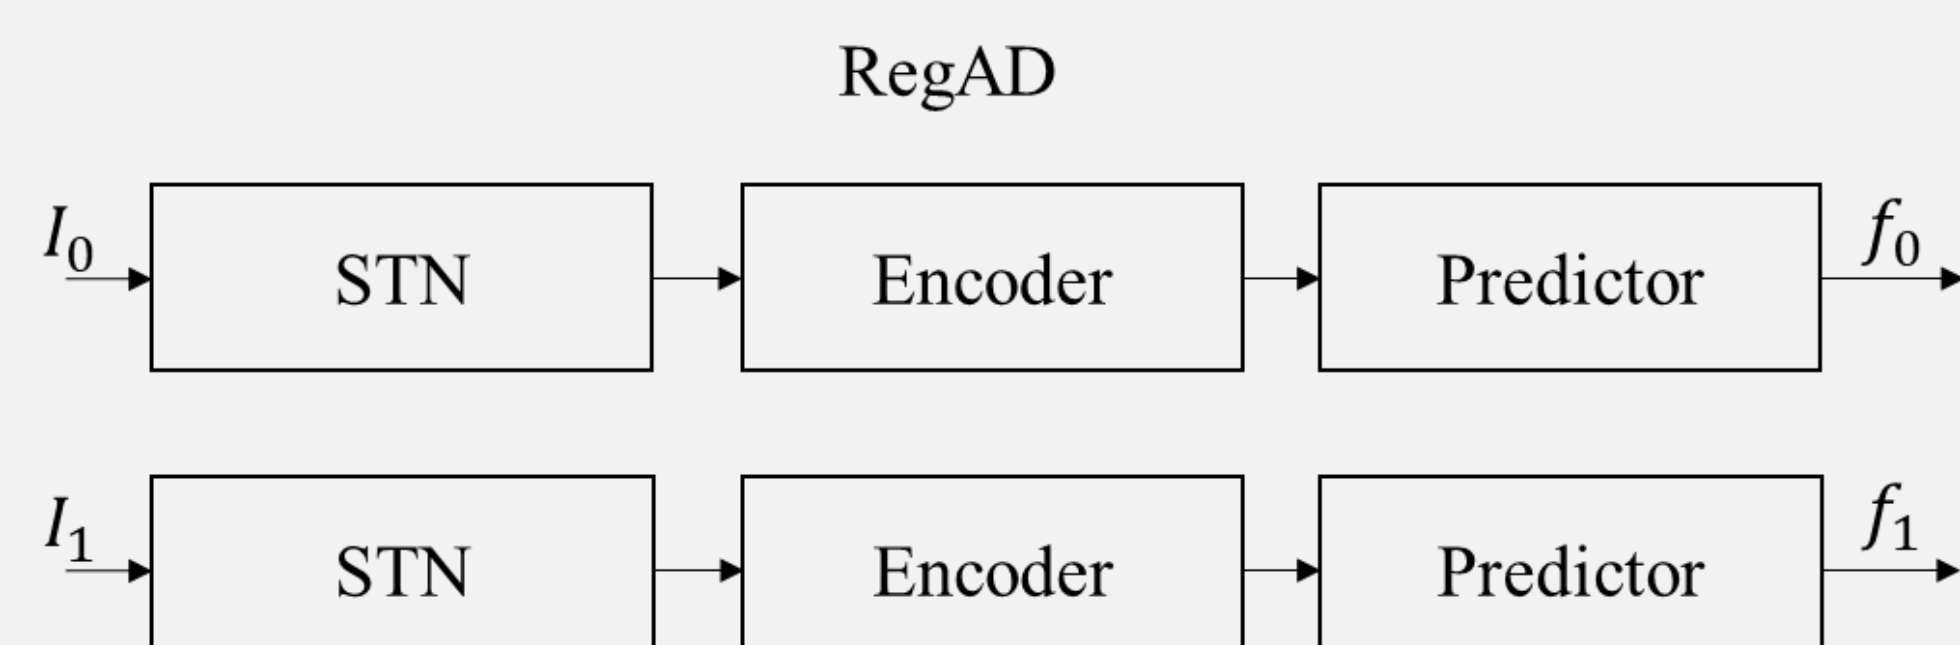 RegAD
I₀ STN Encoder Predictor f₀
I₁ STN Encoder Predictor f₁